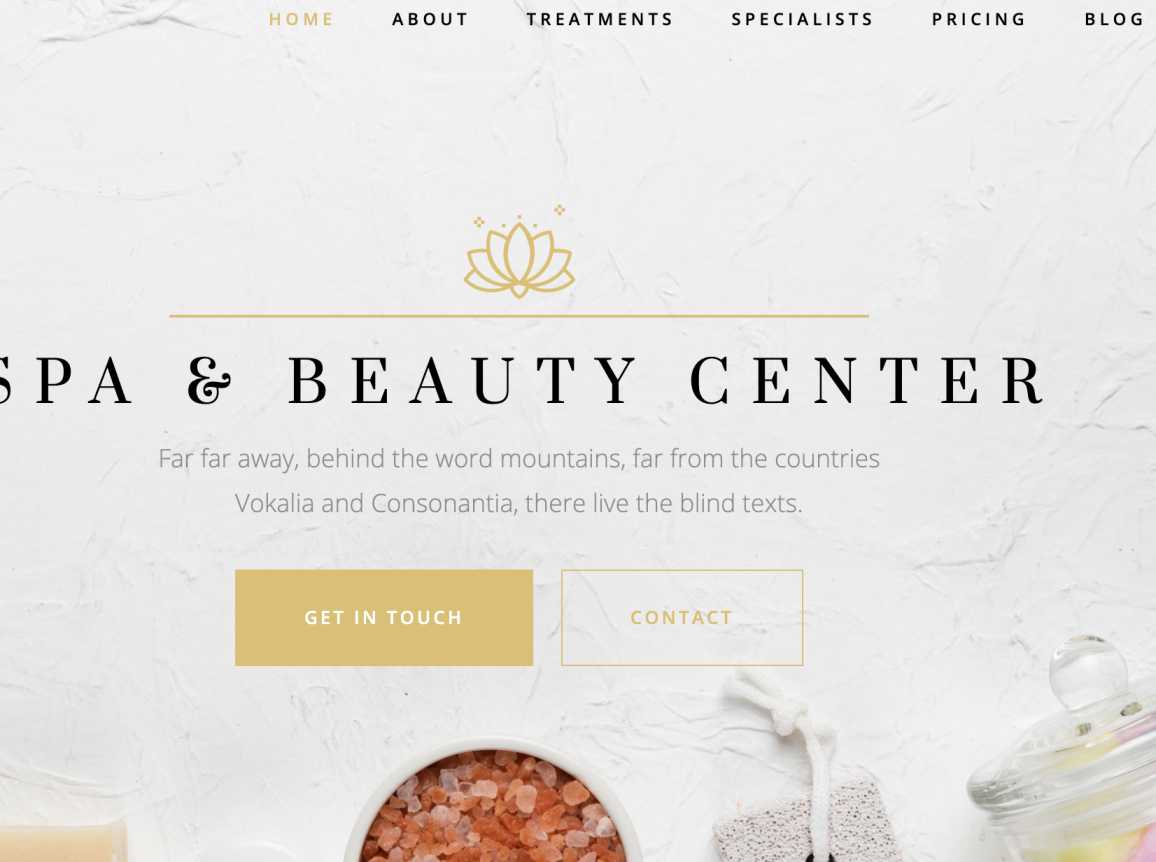 HOME ABOUT TREATMENTS SPECIALISTS PRICING BLOG
SPA & BEAUTY CENTER
Far far away, behind the word mountains, far from the countries
Vokalia and Consonantia, there live the blind texts.
GET IN TOUCH CONTACT